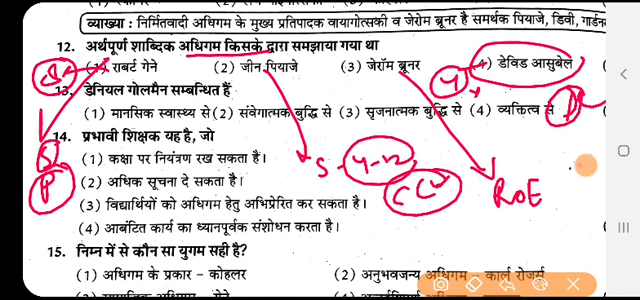 व्याख्या : निर्मितवादी अधिगम के मुख्य प्रतिपादक वायागोत्सकी व जेरोम ब्रूनर है समर्थक पियाजे, डिवी, गार्डनर
12. अर्थपूर्ण शाब्दिक अधिगम किसके द्वारा समझाया गया था
(1) राबर्ट गेने (2) जीन पियाजे (3) जेरॉम ब्रूनर (4) डेविड आसुबेल
13. डेनियल गोलमैन सम्बन्धित हैं
(1) मानसिक स्वास्थ्य से (2) संवेगात्मक बुद्धि से (3) सृजनात्मक बुद्धि से (4) व्यक्तित्व से
14. प्रभावी शिक्षक यह है, जो
(1) कक्षा पर नियंत्रण रख सकता है।
S
4-12
P
(2) अधिक सूचना दे सकता है।
ROE
(3) विद्यार्थियों को अधिगम हेतु अभिप्रेरित कर सकता है।
(4) आबंटित कार्य का ध्यानपूर्वक संशोधन करता है।
15. निम्न में से कौन सा युगम सही है?
(1) अधिगम के प्रकार – कोहलर (2) अनुभवजन्य अधिगम – कार्ल रोजर्स